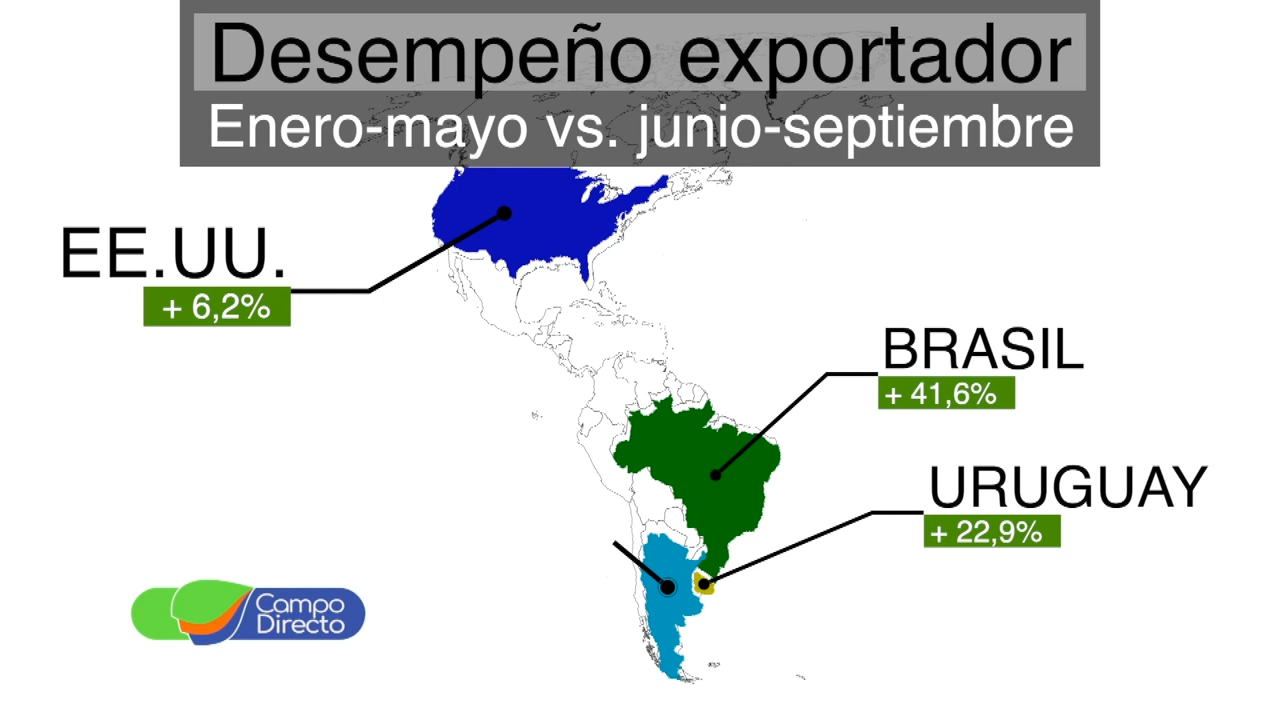 Desempeño exportador
Enero-mayo vs. junio-septiembre
EE.UU.
+ 6,2%
BRASIL
+ 41,6%
URUGUAY
+ 22,9%
Campo
Directo